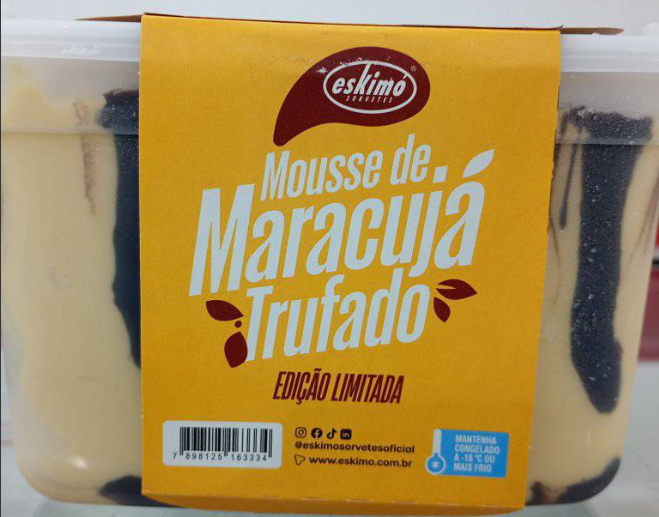 eskimó
SORVETES
Mousse de
Maracujá
Trufado
EDIÇÃO LIMITADA
7 898125 163334
@eskimosorvetesoficial
www.eskimo.com.br
MANTENHA
CONGELADO
A -18 °C OU
MAIS FRIO